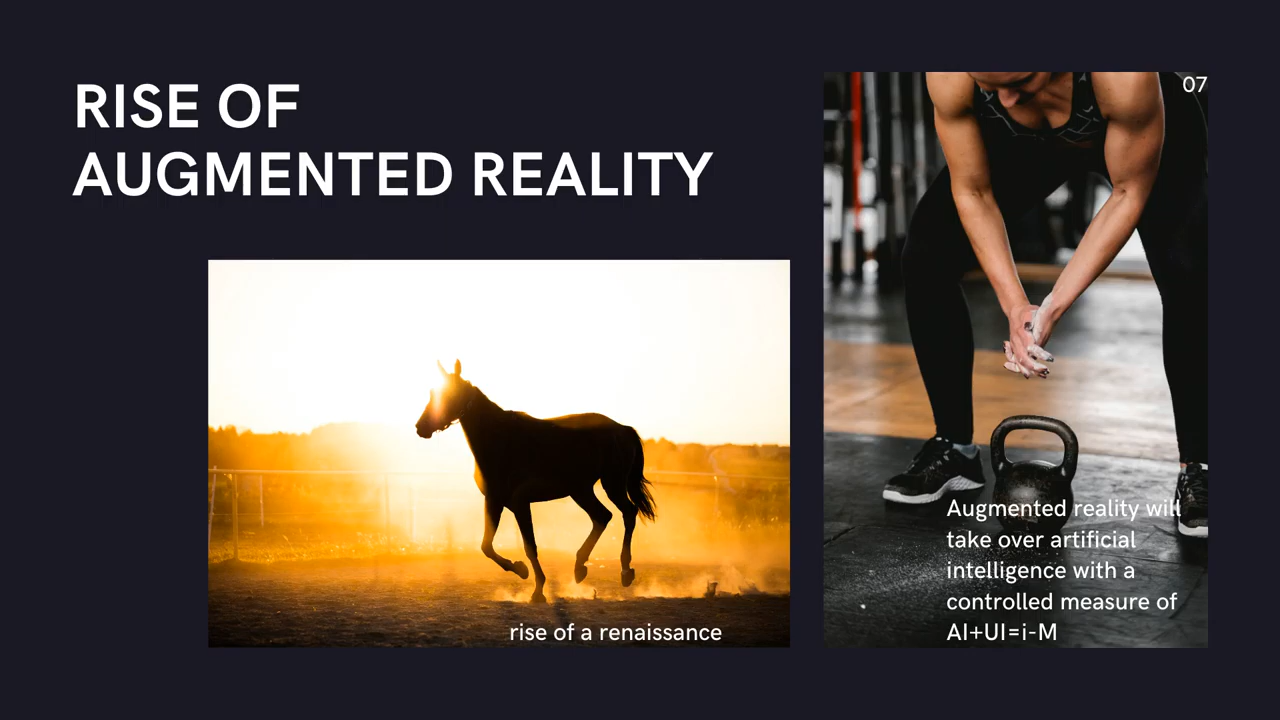 RISE OF
AUGMENTED REALITY
07
rise of a renaissance
Augmented reality will
take over artificial
intelligence with a
controlled measure of
AI+UI=i-M